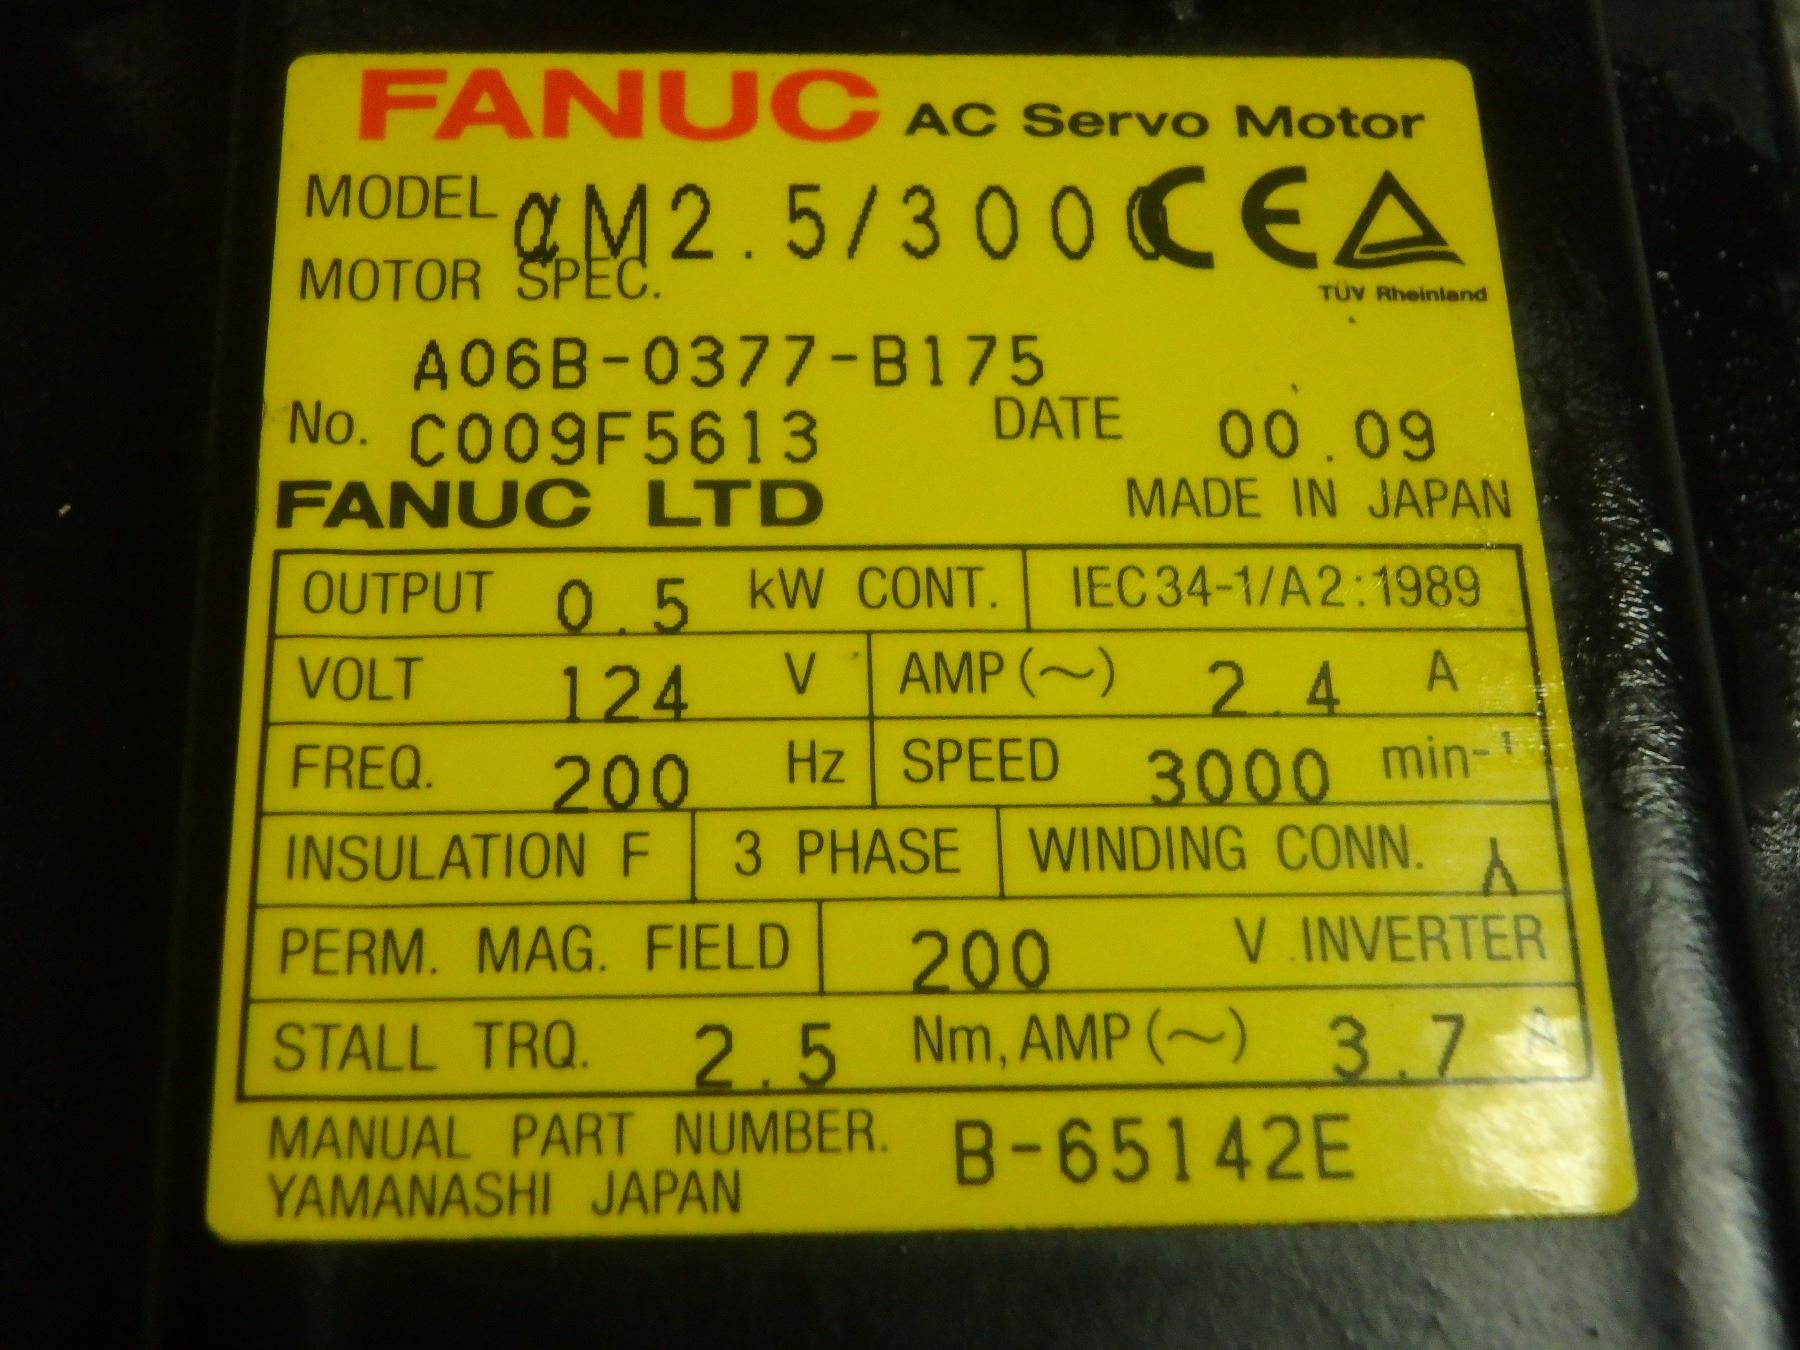 FANUC AC Servo Motor
MODEL αM2.5/3000 CE
MOTOR SPEC.
TÜV Rheinland
A06B-0377-B175
No. C009F5613 DATE 00.09
FANUC LTD MADE IN JAPAN
OUTPUT 0.5 kW CONT. IEC34-1/A2:1989
VOLT 124 V AMP(~) 2.4 A
FREQ. 200 Hz SPEED 3000 min-¹
INSULATION F 3 PHASE WINDING CONN. ⅄
PERM. MAG. FIELD 200 V INVERTER
STALL TRQ. 2.5 Nm, AMP(~) 3.7 A
MANUAL PART NUMBER. B-65142E
YAMANASHI JAPAN